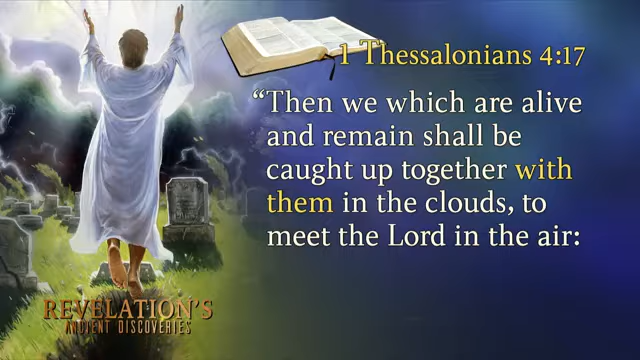 1 Thessalonians 4:17
“Then we which are alive
and remain shall be
caught up together with
them in the clouds, to
meet the Lord in the air:
REVELATION'S
ANCIENT DISCOVERIES